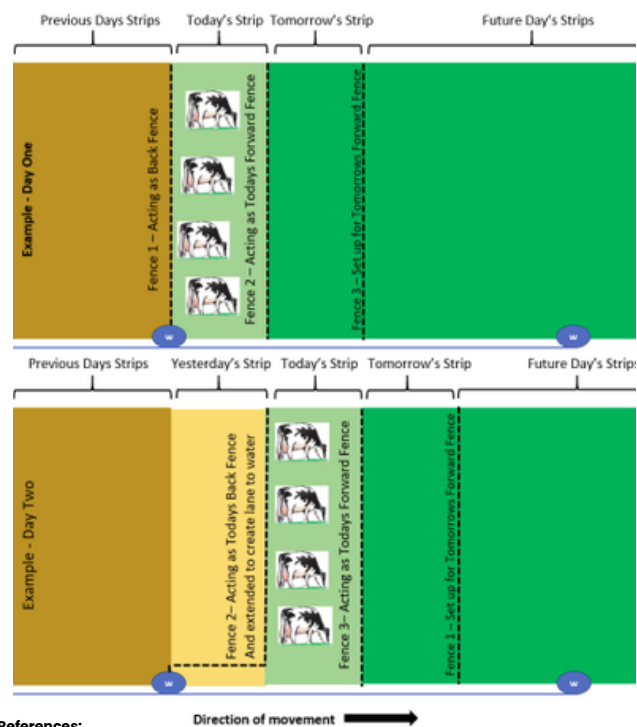 Previous Days Strips
Today's Strip
Tomorrow's Strip
Future Day's Strips
Example - Day One
Fence 1 – Acting as Back Fence
Fence 2 – Acting as Todays Forward Fence
Fence 3 – Set up for Tomorrows Forward Fence
W
W
Previous Days Strips
Yesterday's Strip
Today's Strip
Tomorrow's Strip
Future Day's Strips
Example - Day Two
Fence 2– Acting as Todays Back Fence
And extended to create lane to water
Fence 3– Acting as Todays Forward Fence
Fence 1 – Set up for Tomorrows Forward Fence
W
W
References:
Direction of movement